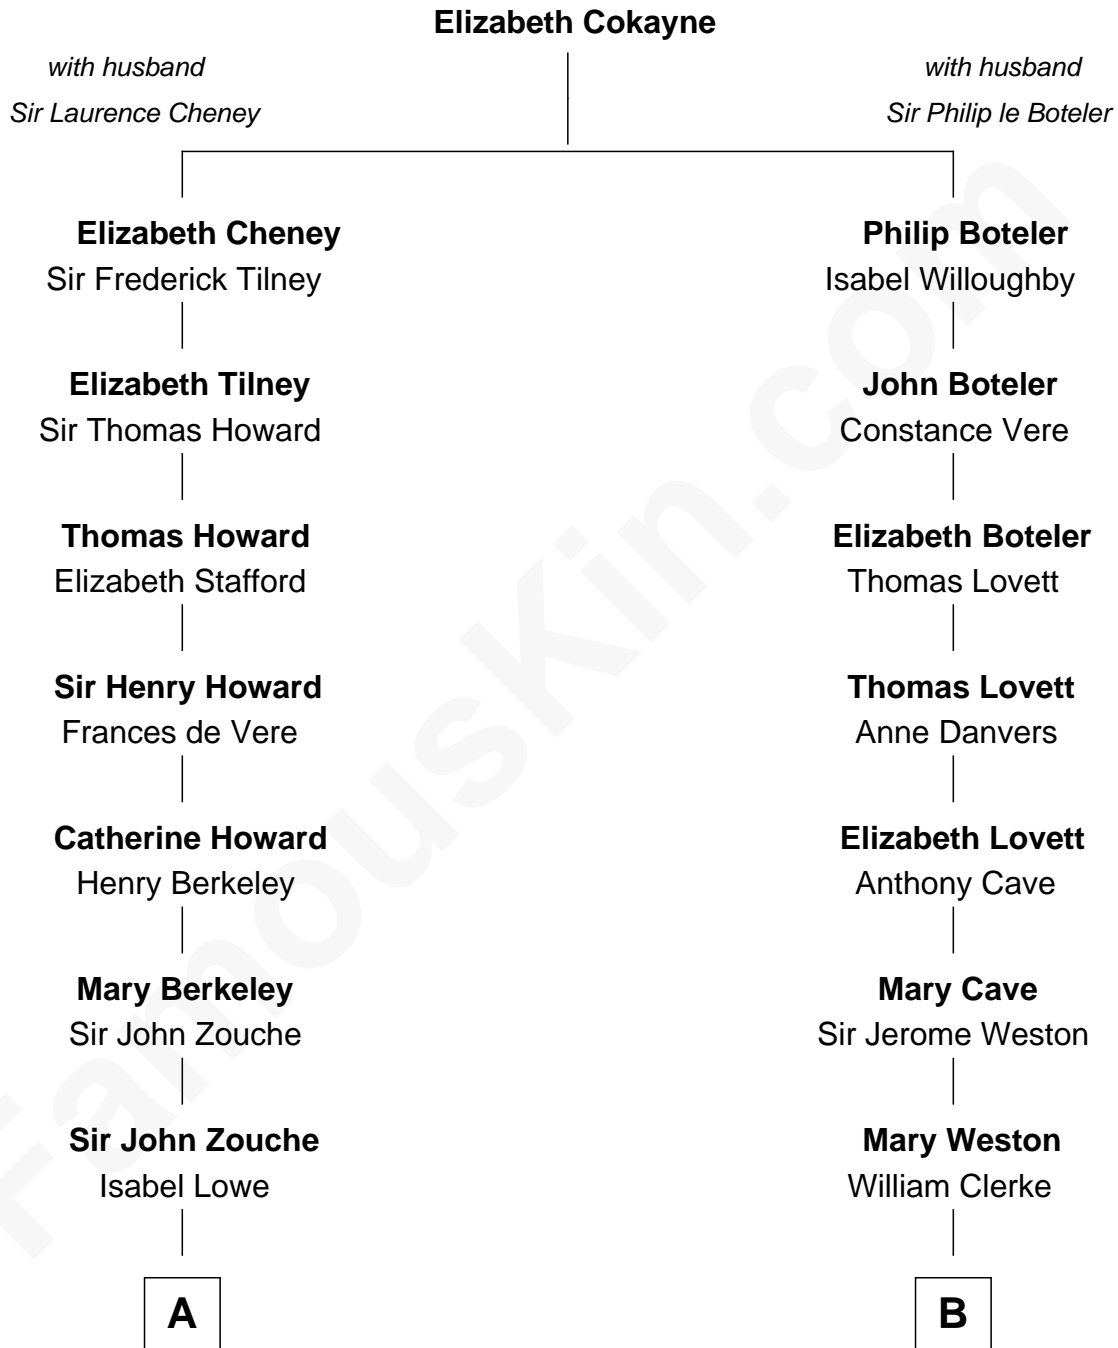 Elizabeth Cokayne
with husband
Sir Laurence Cheney
with husband
Sir Philip le Boteler
Elizabeth Cheney
Sir Frederick Tilney
Philip Boteler
Isabel Willoughby
Elizabeth Tilney
Sir Thomas Howard
John Boteler
Constance Vere
Thomas Howard
Elizabeth Stafford
Elizabeth Boteler
Thomas Lovett
Sir Henry Howard
Frances de Vere
Thomas Lovett
Anne Danvers
Catherine Howard
Henry Berkeley
Elizabeth Lovett
Anthony Cave
Mary Berkeley
Sir John Zouche
Mary Cave
Sir Jerome Weston
Sir John Zouche
Isabel Lowe
Mary Weston
William Clerke
A
B
FamousKin.com